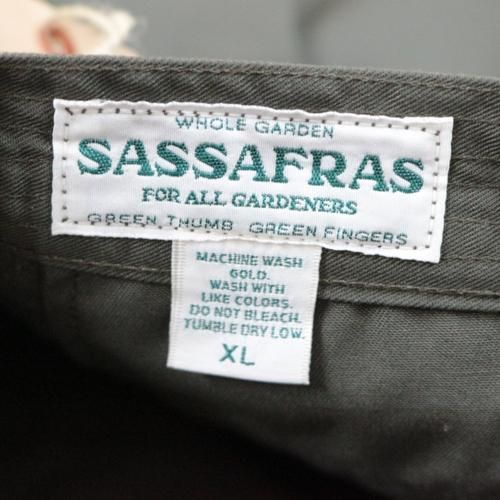 WHOLE GARDEN
SASSAFRAS
FOR ALL GARDENERS
GREEN THUMB GREEN FINGERS
MACHINE WASH
GOLD.
WASH WITH
LIKE COLORS.
DO NOT BLEACH.
TUMBLE DRY LOW.
XL